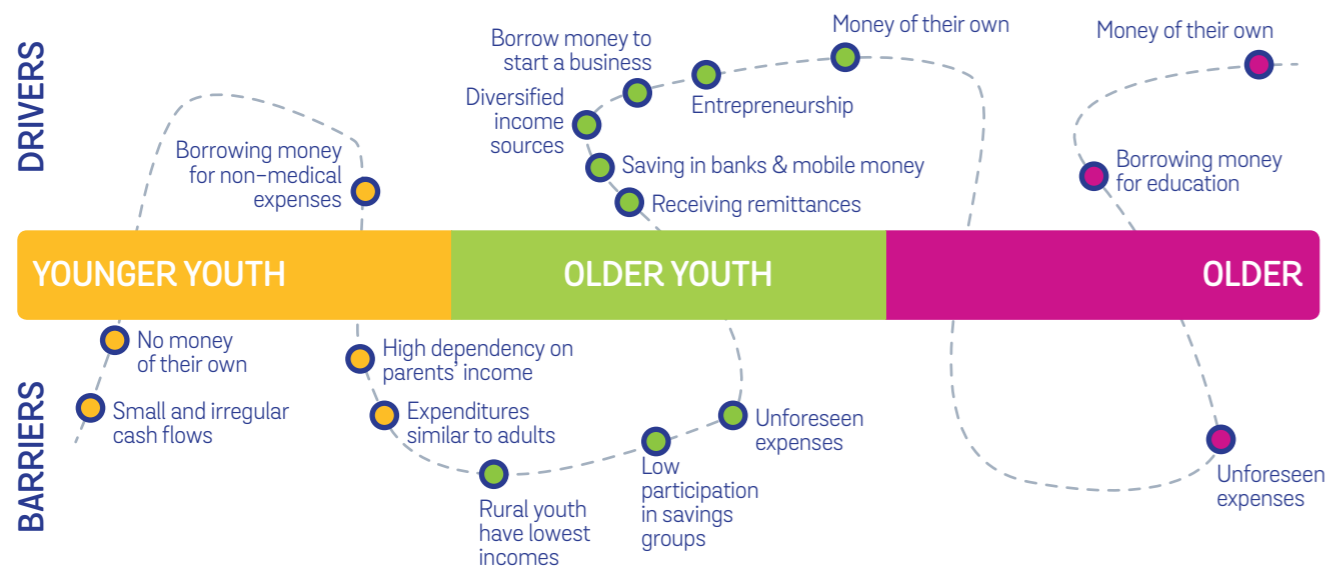 DRIVERS
Borrowing money
for non-medical
expenses
Borrow money to
start a business
Diversified
income
sources
Entrepreneurship
Money of their own
Saving in banks & mobile money
Receiving remittances
Money of their own
Borrowing money
for education
YOUNGER YOUTH
OLDER YOUTH
OLDER
BARRIERS
No money
of their own
Small and irregular
cash flows
High dependency on
parents' income
Expenditures
similar to adults
Rural youth
have lowest
incomes
Low
participation
in savings
groups
Unforeseen
expenses
Unforeseen
expenses